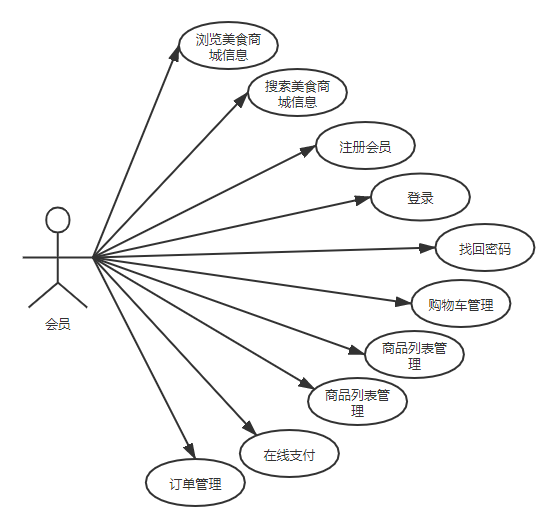 浏览美食商
城信息
搜索美食商
城信息
注册会员
登录
找回密码
会员
购物车管理
商品列表管
理
商品列表管
理
在线支付
订单管理